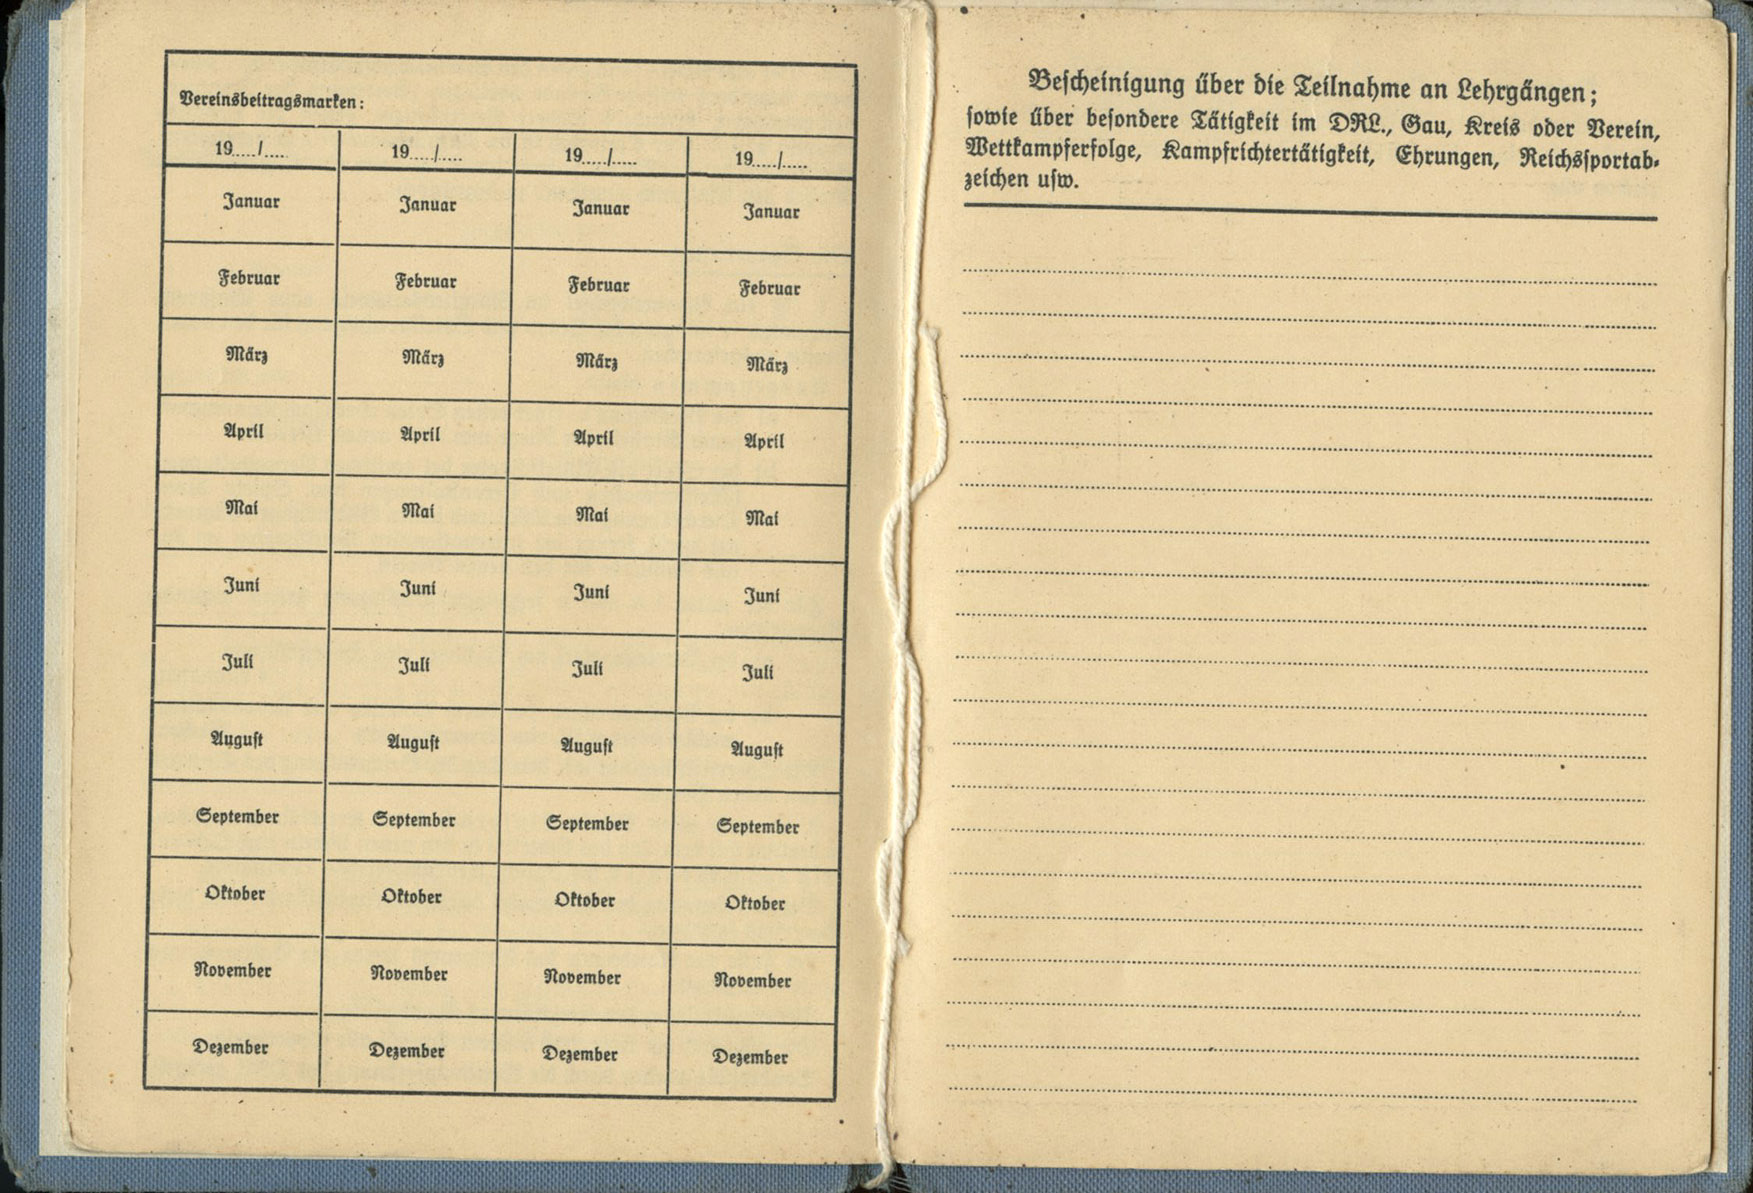 Vereinsbeitragsmarken:
19...../..... 19...../..... 19...../..... 19...../.....
Januar Januar Januar Januar
Februar Februar Februar Februar
März März März März
April April April April
Mai Mai Mai Mai
Juni Juni Juni Juni
Juli Juli Juli Juli
August August August August
September September September September
Oktober Oktober Oktober Oktober
November November November November
Dezember Dezember Dezember Dezember
Bescheinigung über die Teilnahme an Lehrgängen;
sowie über besondere Tätigkeit im DRL., Gau, Kreis oder Verein,
Wettkampferfolge, Kampfrichtertätigkeit, Ehrungen, Reichssportab-
zeichen usw.